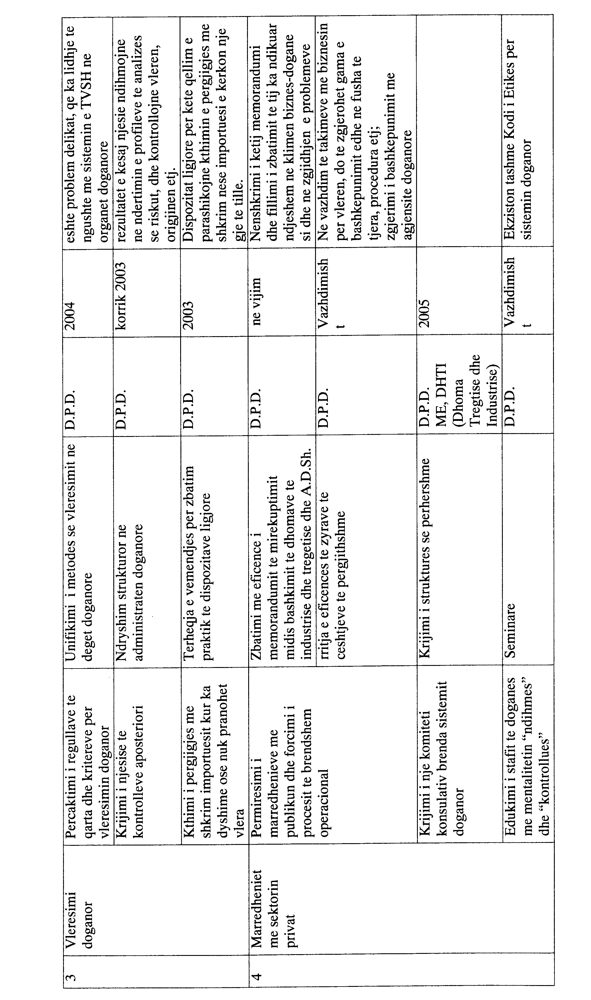 3
Vleresimi
doganor
Percaktimi i regullave te
qarta dhe kritereve per
vleresimin doganor
Unifikimi i metodes se vleresimit ne
deget doganore
D.P.D.
2004
eshte problem delikat, qe ka lidhje te
ngushte me sistemin e TVSH ne
organet doganore
Krijimi i njesise te
kontrolleve aposteriori
Ndryshim strukturor ne
administraten doganore
D.P.D.
korrik 2003
rezultatet e kesaj njesie ndihmojne
ne ndertimin e profileve te analizes
se riskut, dhe kontrollojne vleren,
origjinen etj.
Kthimi i pergjigjes me
shkrim importuesit kur ka
dyshime ose nuk pranohet
vlera
Terheqja e vemendjes per zbatim
praktik te dispozitave ligjore
D.P.D.
2003
Dispozitat ligjore per kete qellim e
parashikojne kthimin e pergjigjes me
shkrim nese importuesi e kerkon nje
gje te tille.
4
Marredheniet
me sektorin
privat
Permiresimi i
marredhenieve me
publikun dhe forcimi i
procesit te brendshem
operacional
Zbatimi me eficence i
memorandumit te mirekuptimit
midis bashkimit te dhomave te
industrise dhe tregetise dhe A.D.Sh.
D.P.D.
ne vijim
Nenshkrimi i ketij memorandumi
dhe fillimi i zbatimit te tij ka ndikuar
ndjeshem ne klimen biznes-dogane
si dhe ne zgjidhjen e problemeve
rritja e eficences te zyrave te
ceshtjeve te pergjithshme
D.P.D.
Vazhdimish
t
Ne vazhdim te takimeve me biznesin
per vleren, do te zgjerohet gama e
bashkepunimit edhe ne fusha te
tjera, procedura etj;
zgjerimi i bashkepunimit me
agjensite doganore
Krijimi i nje komiteti
konsulativ brenda sistemit
doganor
Krijimi i struktures se perhershme
D.P.D.
ME, DHTI
(Dhoma
Tregtise dhe
Industrise)
2005
Edukimi i stafit te doganes
me mentalitetin “ndihmes”
dhe “kontrollues”
Seminare
D.P.D.
Vazhdimish
t
Ekziston tashme Kodi i Etikes per
sistemin doganor